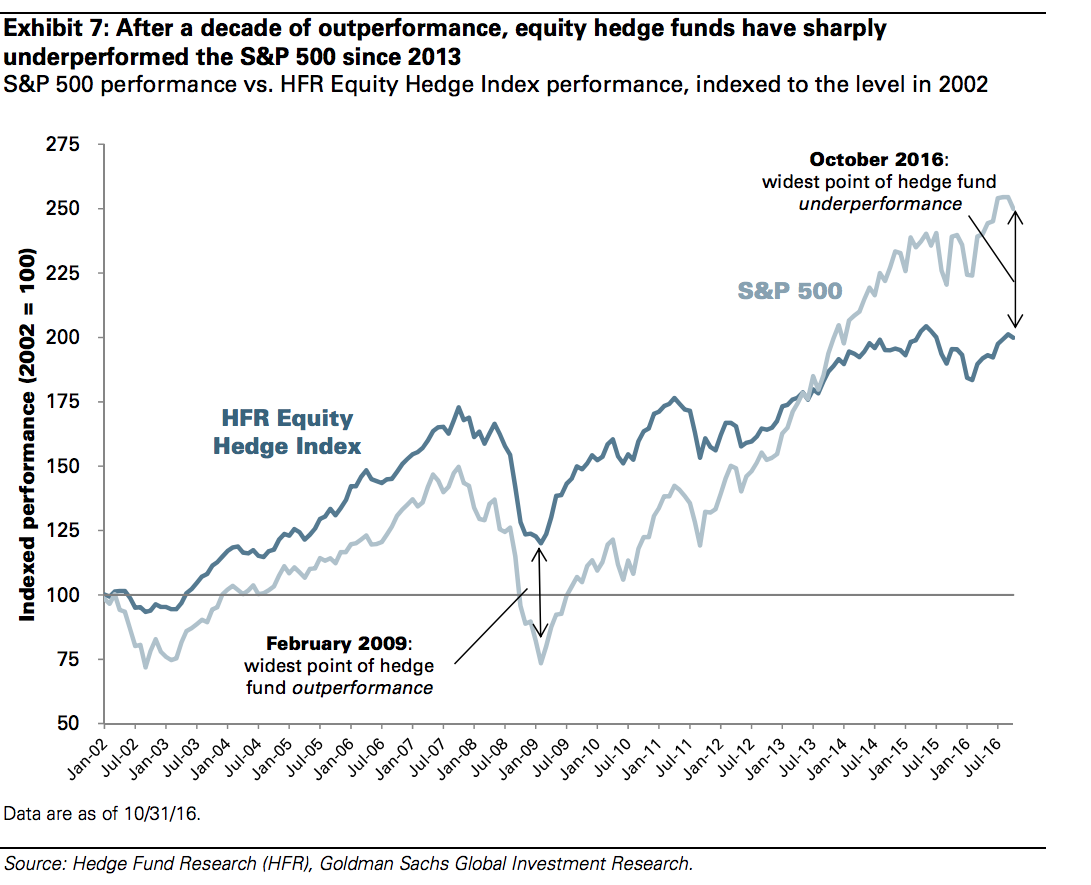 Exhibit 7: After a decade of outperformance, equity hedge funds have sharply
underperformed the S&P 500 since 2013
S&P 500 performance vs. HFR Equity Hedge Index performance, indexed to the level in 2002
Indexed performance (2002 = 100)
275
250
225
200
175
150
125
100
75
50
October 2016:
widest point of hedge fund
underperformance
S&P 500
HFR Equity
Hedge Index
February 2009:
widest point of hedge
fund outperformance
Jan-02
Jul-02
Jan-03
Jul-03
Jan-04
Jul-04
Jan-05
Jul-05
Jan-06
Jul-06
Jan-07
Jul-07
Jan-08
Jul-08
Jan-09
Jul-09
Jan-10
Jul-10
Jan-11
Jul-11
Jan-12
Jul-12
Jan-13
Jul-13
Jan-14
Jul-14
Jan-15
Jul-15
Jan-16
Jul-16
Data are as of 10/31/16.
Source: Hedge Fund Research (HFR), Goldman Sachs Global Investment Research.